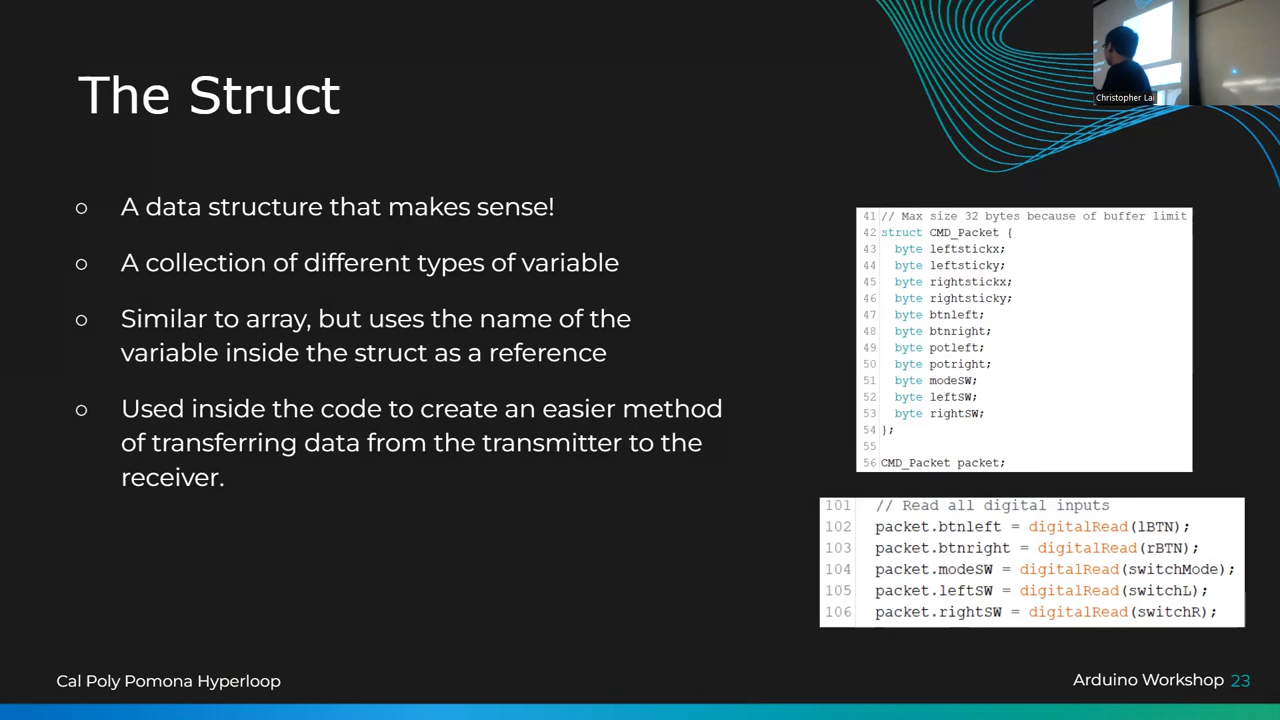 The Struct
Christopher Lai
○ A data structure that makes sense!
○ A collection of different types of variable
○ Similar to array, but uses the name of the
variable inside the struct as a reference
○ Used inside the code to create an easier method
of transferring data from the transmitter to the
receiver.
41 // Max size 32 bytes because of buffer limit
42 struct CMD_Packet {
43 byte leftstickx;
44 byte leftsticky;
45 byte rightstickx;
46 byte rightsticky;
47 byte btnleft;
48 byte btnright;
49 byte potleft;
50 byte potright;
51 byte modeSW;
52 byte leftSW;
53 byte rightSW;
54 };
55
56 CMD_Packet packet;
101 // Read all digital inputs
102 packet.btnleft = digitalRead(lBTN);
103 packet.btnright = digitalRead(rBTN);
104 packet.modeSW = digitalRead(switchMode);
105 packet.leftSW = digitalRead(switchL);
106 packet.rightSW = digitalRead(switchR);
Cal Poly Pomona Hyperloop
Arduino Workshop 23